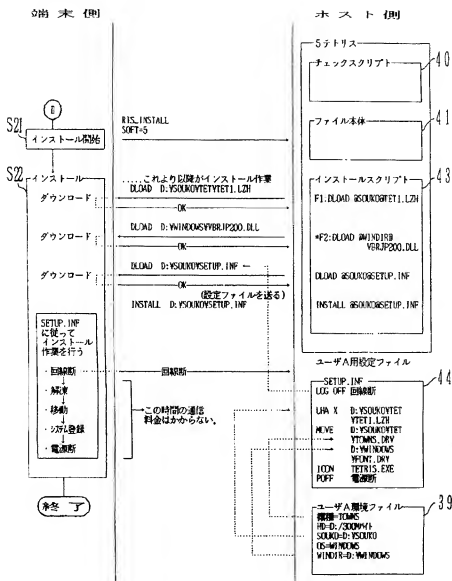 端末側
ホスト側
5テトリス
チェックスクリプト
40
D
S21
インストール開始
RIS_INSTALL
SOFT=5
ファイル本体
41
S22
インストール
.....これより以降がインストール作業
インストールスクリプト
43
ダウンロード
DLOAD D:¥SOUKO¥TETY¥TET1.LZH
OK
F1:DLOAD @SOUKO@TET1.LZH
ダウンロード
DLOAD D:¥WINDOWS¥VBRJP200.DLL
OK
*F2:DLOAD @WINDIR@
VBRJP200.DLL
ダウンロード
DLOAD D:¥SOUKO¥SETUP.INF
OK
DLOAD @SOUKO@SETUP.INF
(設定ファイルを送る)
INSTALL D:¥SOUKO¥SETUP.INF
INSTALL @SOUKO@SETUP.INF
SETUP.INF
に従って
インストール
作業を行う
・回線断
回線断
・解凍
・移動
・システム登録
・電源断
この時間の通信
料金はかからない。
終了
ユーザA用設定ファイル
44
SETUP.INF
LOG OFF 回線断
LHA X D:¥SOUKO¥TET
¥TET1.LZH
MOVE D:¥SOUKO¥TET
¥TOWNS.DRV
D:¥WINDOWS
¥FONT.DRV
ICON TETRIS.EXE
POFF 電源断
ユーザA環境ファイル
39
機種=TOWNS
HD=D:/300Mバイト
SOUKO=D:¥SOUKO
OS=WINDOWS
WINDIR=D:¥WINDOWS